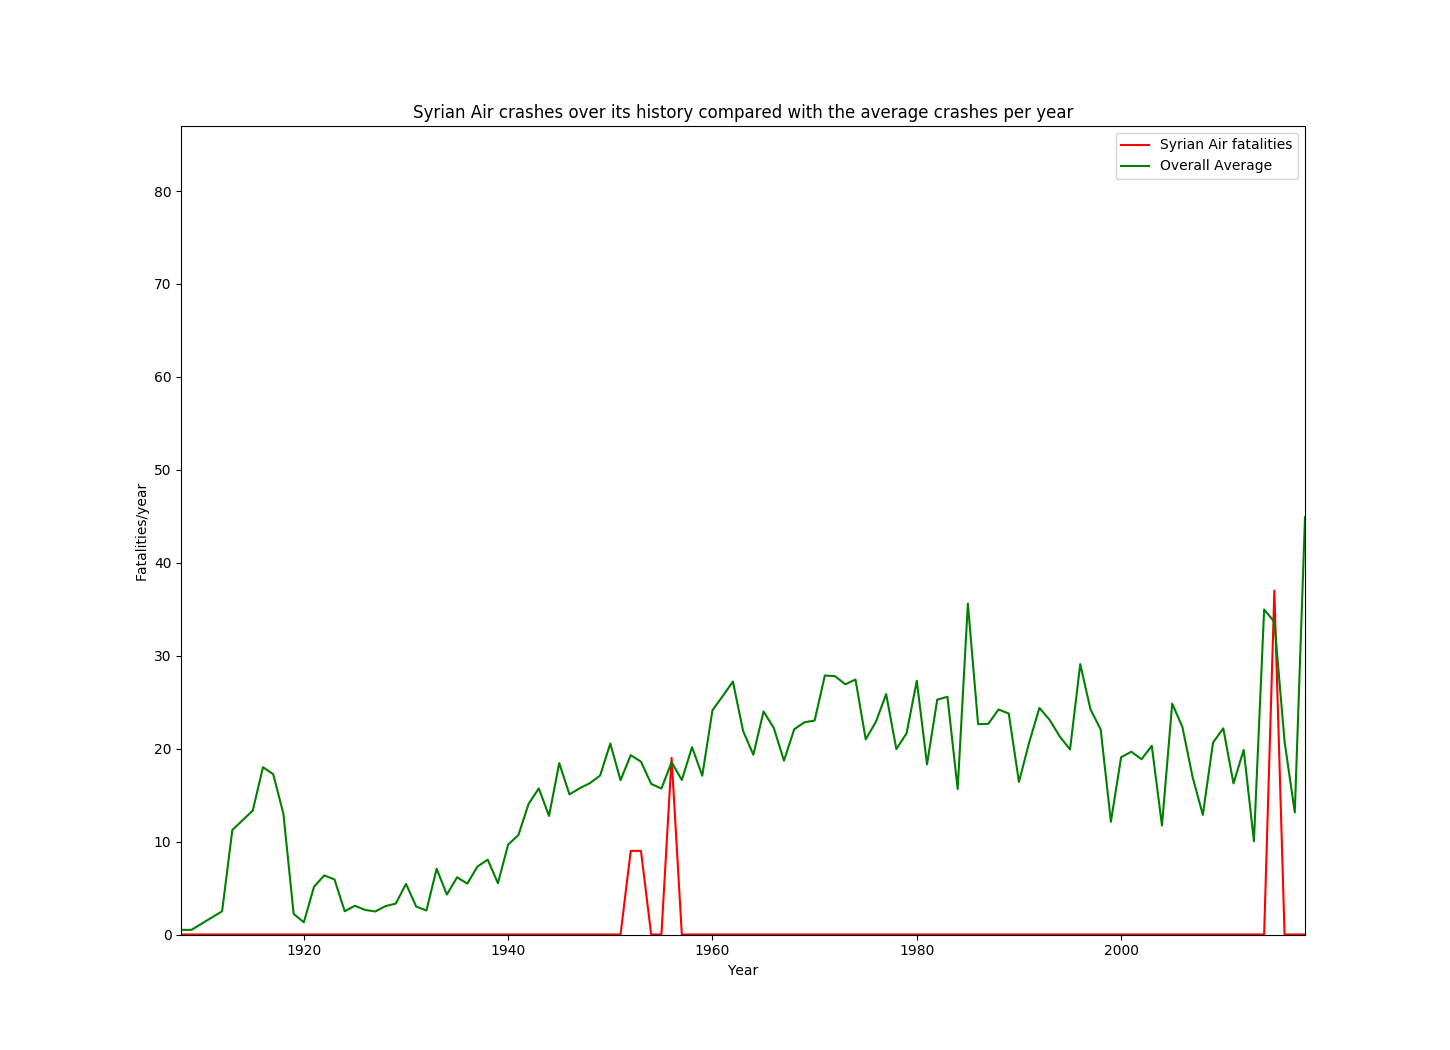 Syrian Air crashes over its history compared with the average crashes per year
Syrian Air fatalities
Overall Average
80
70
60
50
40
30
20
10
0
Fatalities/year
1920 1940 1960 1980 2000
Year